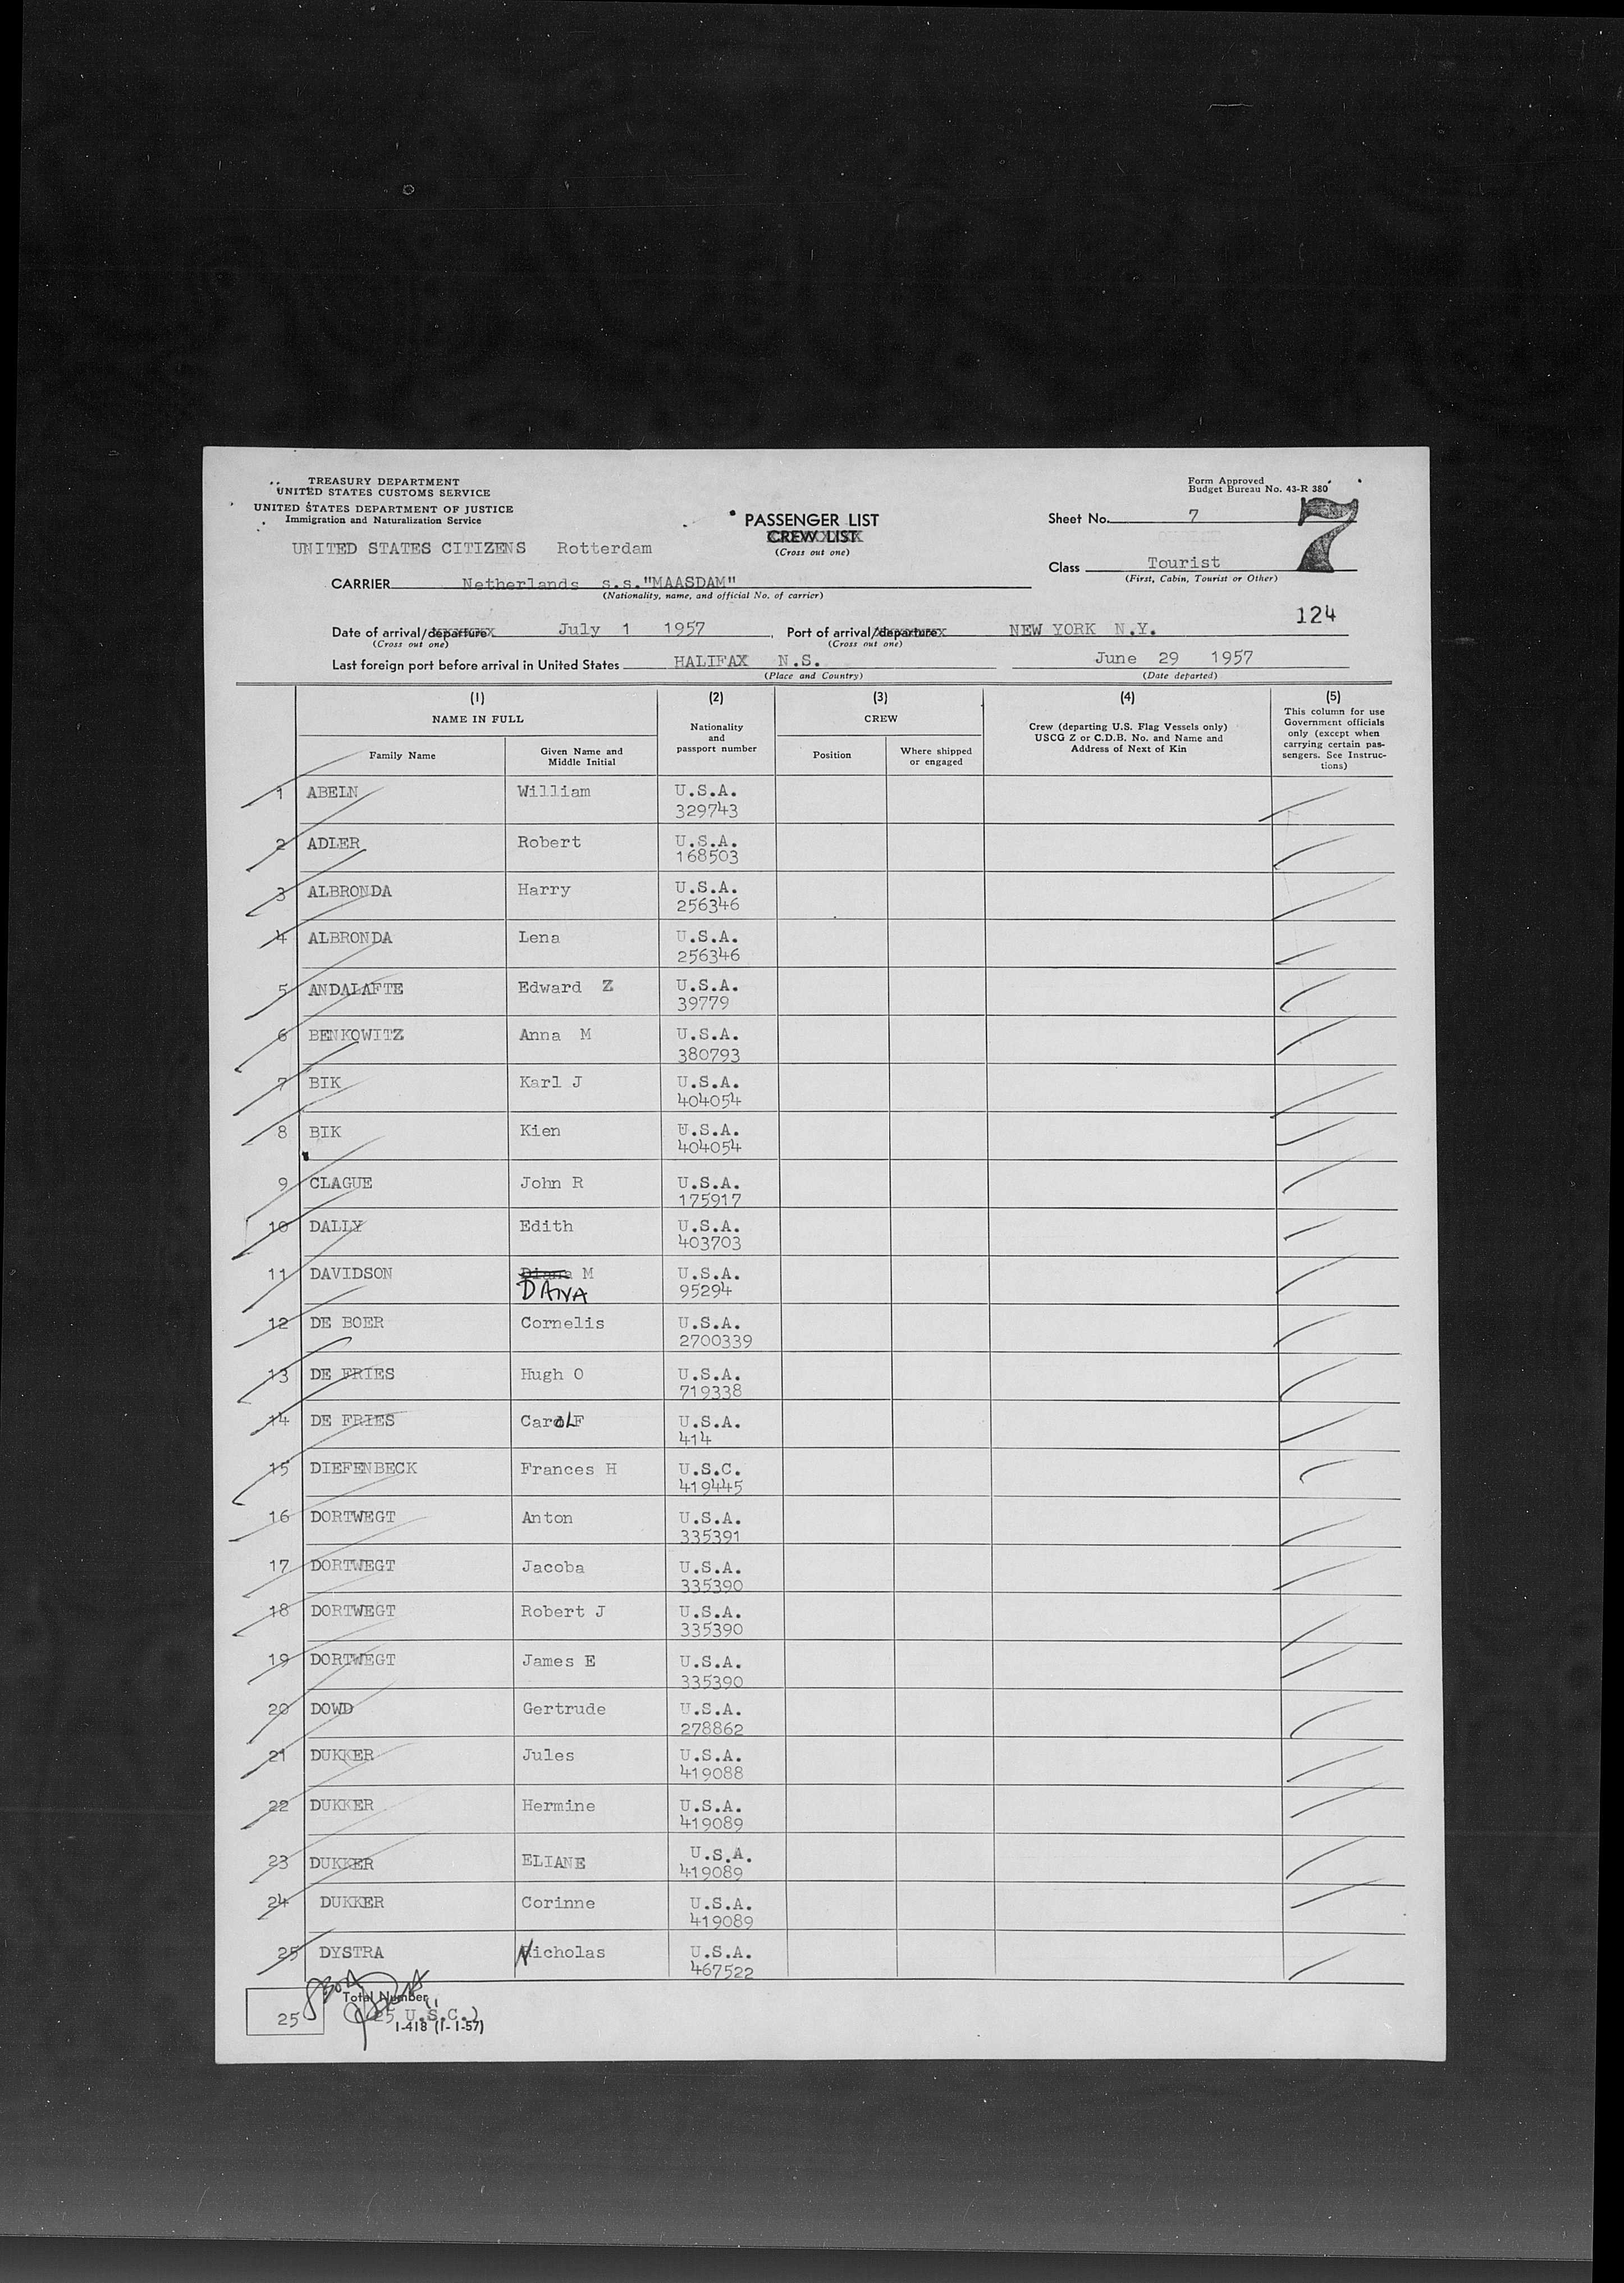 TREASURY DEPARTMENT
UNITED STATES CUSTOMS SERVICE
UNITED STATES DEPARTMENT OF JUSTICE
Immigration and Naturalization Service
Form Approved
Budget Bureau No. 43-R 380
PASSENGER LIST
CREW LIST
(Cross out one)
Sheet No. 7
7
UNITED STATES CITIZENS Rotterdam
Class Tourist
(First, Cabin, Tourist or Other)
CARRIER Netherlands s.s."MAASDAM"
(Nationality, name, and official No. of carrier)
124
Date of arrival/departure July 1 1957, Port of arrival/departure NEW YORK N.Y.
(Cross out one) (Cross out one)
Last foreign port before arrival in United States HALIFAX N.S. June 29 1957
(Place and Country) (Date departed)
(1) (2) (3) (4) (5)
NAME IN FULL
Family Name
Given Name and Middle Initial
Nationality and passport number
CREW
Position
Where shipped or engaged
Crew (departing U.S. Flag Vessels only)
USCG Z or C.D.B. No. and Name and
Address of Next of Kin
This column for use
Government officials
only (except when
carrying certain pas-
sengers. See Instruc-
tions)
1 ABELN William U.S.A.
329743
2 ADLER Robert U.S.A.
168503
3 ALBRONDA Harry U.S.A.
256346
4 ALBRONDA Lena U.S.A.
256346
5 ANDALAFTE Edward Z U.S.A.
39779
6 BENKOWITZ Anna M U.S.A.
380793
7 BIK Karl J U.S.A.
404054
8 BIK Kien U.S.A.
404054
9 CLAGUE John R U.S.A.
175917
10 DALLY Edith U.S.A.
403703
11 DAVIDSON Diana M U.S.A.
DANA 95294
12 DE BOER Cornelis U.S.A.
2700339
13 DE FRIES Hugh O U.S.A.
719338
14 DE FRIES Carol F U.S.A.
414
15 DIEFENBECK Frances H U.S.C.
419445
16 DORTWEGT Anton U.S.A.
335391
17 DORTWEGT Jacoba U.S.A.
335390
18 DORTWEGT Robert J U.S.A.
335390
19 DORTWEGT James E U.S.A.
335390
20 DOWD Gertrude U.S.A.
278862
21 DUKKER Jules U.S.A.
419088
22 DUKKER Hermine U.S.A.
419089
23 DUKKER ELIANE U.S.A.
419089
24 DUKKER Corinne U.S.A.
419089
25 DYSTRA Nicholas U.S.A.
467522
Total Number
25 (25 U.S.C.)
I-418 (1-1-57)